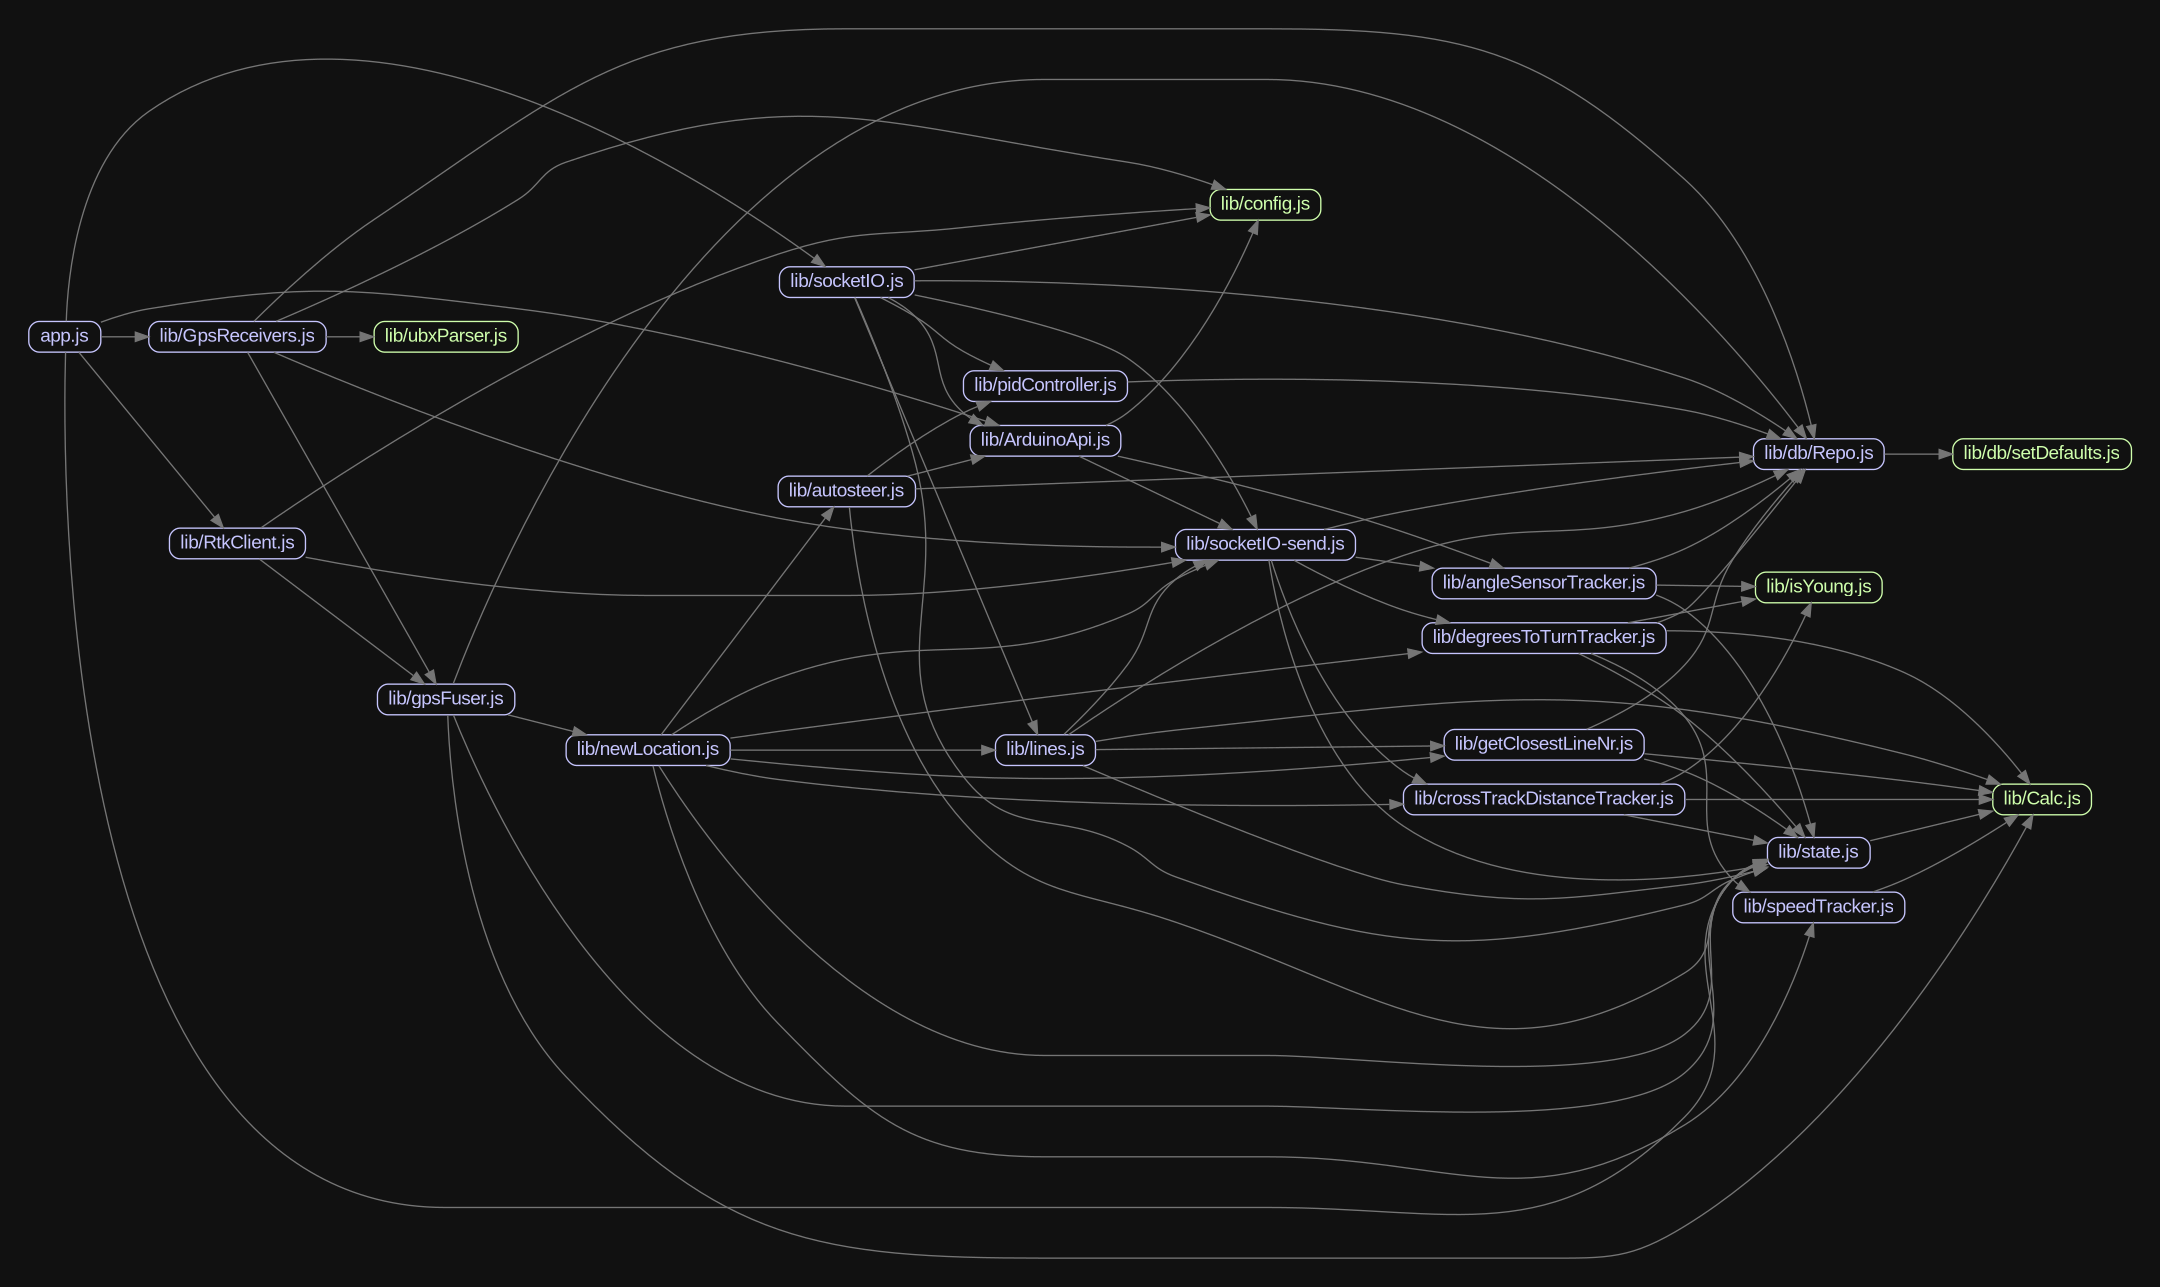 lib/config.js
lib/socketIO.js
app.js
lib/GpsReceivers.js
lib/ubxParser.js
lib/pidController.js
lib/ArduinoApi.js
lib/db/Repo.js
lib/db/setDefaults.js
lib/autosteer.js
lib/RtkClient.js
lib/socketIO-send.js
lib/angleSensorTracker.js
lib/isYoung.js
lib/degreesToTurnTracker.js
lib/gpsFuser.js
lib/newLocation.js
lib/lines.js
lib/getClosestLineNr.js
lib/crossTrackDistanceTracker.js
lib/Calc.js
lib/state.js
lib/speedTracker.js